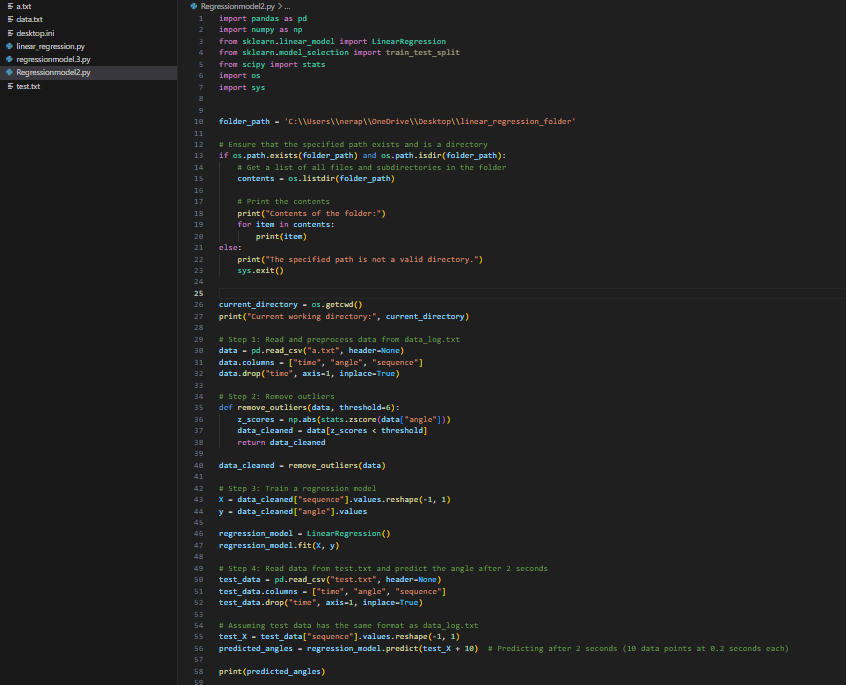 a.txt
data.txt
desktop.ini
linear_regression.py
regressionmodel.3.py
Regressionmodel2.py
test.txt
Regressionmodel2.py > ...
1 import pandas as pd
2 import numpy as np
3 from sklearn.linear_model import LinearRegression
4 from sklearn.model_selection import train_test_split
5 from scipy import stats
6 import os
7 import sys
8
9
10 folder_path = 'C:\\Users\\nerap\\OneDrive\\Desktop\\linear_regression_folder'
11
12 # Ensure that the specified path exists and is a directory
13 if os.path.exists(folder_path) and os.path.isdir(folder_path):
14     # Get a list of all files and subdirectories in the folder
15     contents = os.listdir(folder_path)
16
17     # Print the contents
18     print("Contents of the folder:")
19     for item in contents:
20         print(item)
21 else:
22     print("The specified path is not a valid directory.")
23     sys.exit()
24
25
26 current_directory = os.getcwd()
27 print("Current working directory:", current_directory)
28
29 # Step 1: Read and preprocess data from data_log.txt
30 data = pd.read_csv("a.txt", header=None)
31 data.columns = ["time", "angle", "sequence"]
32 data.drop("time", axis=1, inplace=True)
33
34 # Step 2: Remove outliers
35 def remove_outliers(data, threshold=6):
36     z_scores = np.abs(stats.zscore(data["angle"]))
37     data_cleaned = data[z_scores < threshold]
38     return data_cleaned
39
40 data_cleaned = remove_outliers(data)
41
42 # Step 3: Train a regression model
43 X = data_cleaned["sequence"].values.reshape(-1, 1)
44 y = data_cleaned["angle"].values
45
46 regression_model = LinearRegression()
47 regression_model.fit(X, y)
48
49 # Step 4: Read data from test.txt and predict the angle after 2 seconds
50 test_data = pd.read_csv("test.txt", header=None)
51 test_data.columns = ["time", "angle", "sequence"]
52 test_data.drop("time", axis=1, inplace=True)
53
54 # Assuming test data has the same format as data_log.txt
55 test_X = test_data["sequence"].values.reshape(-1, 1)
56 predicted_angles = regression_model.predict(test_X + 10)  # Predicting after 2 seconds (10 data points at 0.2 seconds each)
57
58 print(predicted_angles)
59